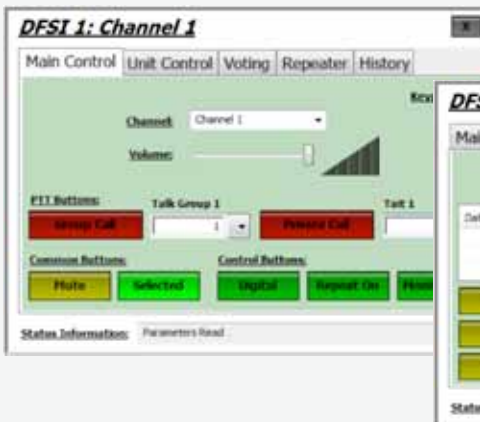 DFSI 1: Channel 1
Main Control Unit Control Voting Repeater History
Channel: Channel 1
Volume:
PTT Buttons: Talk Group 1 Tait 1
Group Call 1 Private Call
Common Buttons: Control Buttons:
Mute Selected Digital Repeat On
Status Information: Parameters Read